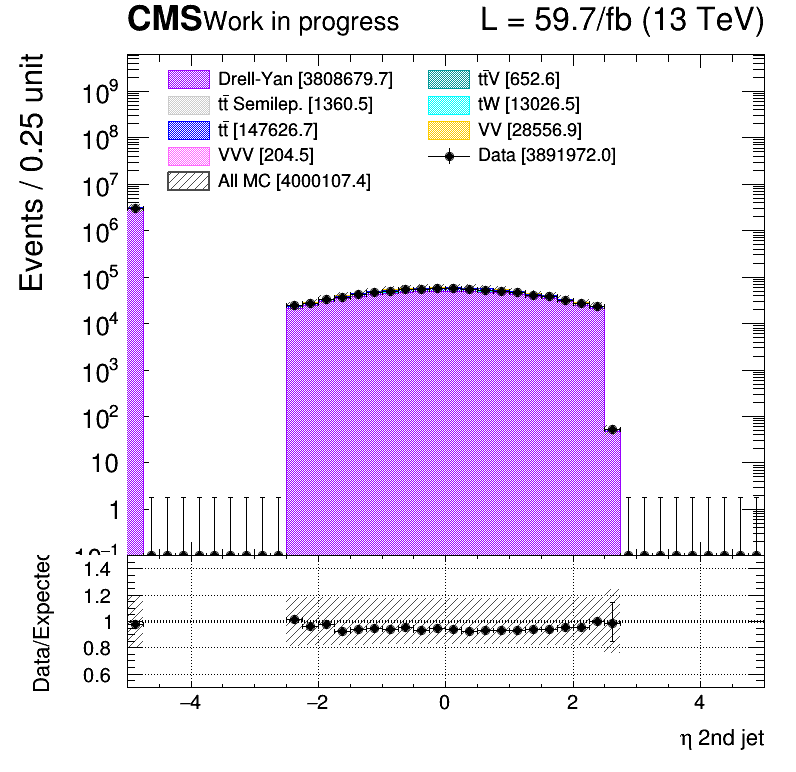 CMS Work in progress L = 59.7/fb (13 TeV)
Events / 0.25 unit
Drell-Yan [3808679.7]
tt̄ Semilep. [1360.5]
tt̄ [147626.7]
VVV [204.5]
All MC [4000107.4]
tt̄V [652.6]
tW [13026.5]
VV [28556.9]
Data [3891972.0]
10⁹
10⁸
10⁷
10⁶
10⁵
10⁴
10³
10²
10
1
10⁻¹
Data/Expected
1.4
1.2
1
0.8
0.6
−4 −2 0 2 4
η 2nd jet